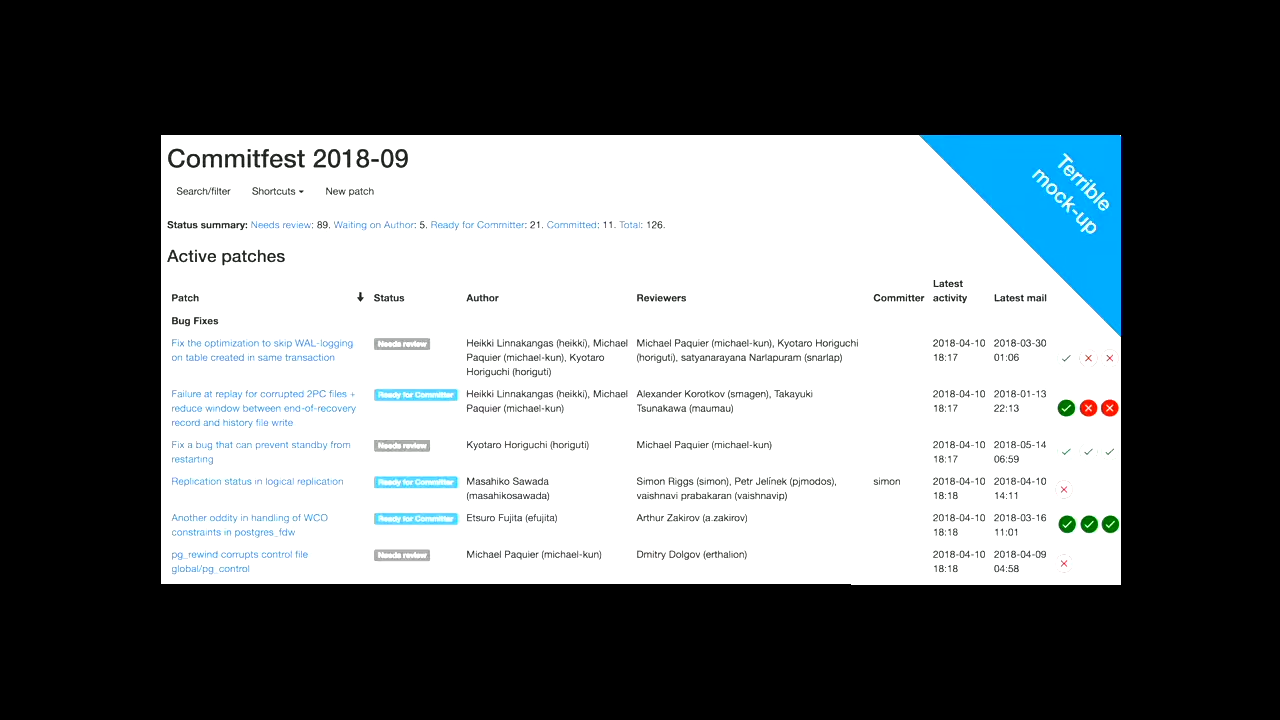 Commitfest 2018-09
Terrible
mock-up
Search/filter Shortcuts New patch
Status summary: Needs review: 89. Waiting on Author: 5. Ready for Committer: 21. Committed: 11. Total: 126.
Active patches
Patch Status Author Reviewers Committer Latest activity Latest mail
Bug Fixes
Fix the optimization to skip WAL-logging Needs review Heikki Linnakangas (heikki), Michael Michael Paquier (michael-kun), Kyotaro Horiguchi 2018-04-10 2018-03-30
on table created in same transaction Paquier (michael-kun), Kyotaro (horiguti), satyanarayana Narlapuram (snarlap) 18:17 01:06
Horiguchi (horiguti)
Failure at replay for corrupted 2PC files + Ready for Committer Heikki Linnakangas (heikki), Michael Alexander Korotkov (smagen), Takayuki 2018-04-10 2018-01-13
reduce window between end-of-recovery Paquier (michael-kun) Tsunakawa (maumau) 18:17 22:13
record and history file write
Fix a bug that can prevent standby from Needs review Kyotaro Horiguchi (horiguti) Michael Paquier (michael-kun) 2018-04-10 2018-05-14
restarting 18:17 06:59
Replication status in logical replication Ready for Committer Masahiko Sawada Simon Riggs (simon), Petr Jelínek (pjmodos), simon 2018-04-10 2018-04-10
(masahikosawada) vaishnavi prabakaran (vaishnavip) 18:18 14:11
Another oddity in handling of WCO Ready for Committer Etsuro Fujita (efujita) Arthur Zakirov (a.zakirov) 2018-04-10 2018-03-16
constraints in postgres_fdw 18:18 11:01
pg_rewind corrupts control file Needs review Michael Paquier (michael-kun) Dmitry Dolgov (erthalion) 2018-04-10 2018-04-09
global/pg_control 18:18 04:58